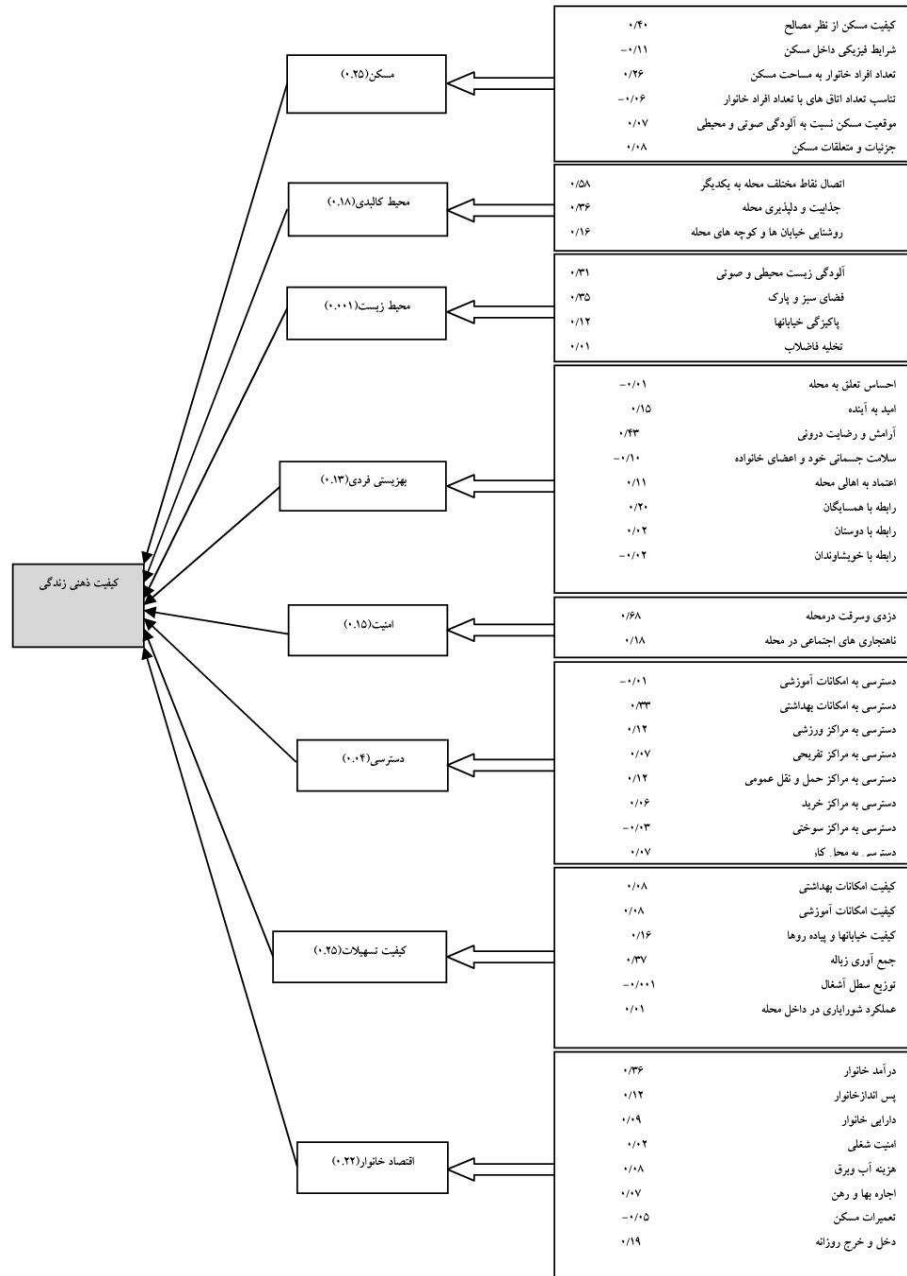 کیفیت مسکن از نظر مصالح ۰/۴۰
شرایط فیزیکی داخل مسکن -۰/۱۱
تعداد افراد خانوار به مساحت مسکن ۰/۲۶
تناسب تعداد اتاق های با تعداد افراد خانوار -۰/۰۶
موقعیت مسکن نسبت به آلودگی صوتی و محیطی ۰/۰۷
جزئیات و متعلقات مسکن ۰/۰۸
مسکن(۰.۲۵)
اتصال نقاط مختلف محله به یکدیگر ۰/۵۸
جذابیت و دلپذیری محله ۰/۳۶
روشنایی خیابان ها و کوچه های محله ۰/۱۶
محیط کالبدی(۰.۱۸)
آلودگی زیست محیطی و صوتی ۰/۳۱
فضای سبز و پارک ۰/۳۵
پاکیزگی خیابانها ۰/۱۲
تخلیه فاضلاب ۰/۰۱
محیط زیست(۰.۰۰۱)
احساس تعلق به محله -۰/۰۱
امید به آینده ۰/۱۵
آرامش و رضایت درونی ۰/۴۳
سلامت جسمانی خود و اعضای خانواده -۰/۱۰
اعتماد به اهالی محله ۰/۱۱
رابطه با همسایگان ۰/۲۰
رابطه با دوستان ۰/۰۲
رابطه با خویشاوندان -۰/۰۲
بهزیستی فردی(۰.۱۳)
کیفیت ذهنی زندگی
دزدی وسرقت درمحله ۰/۶۸
ناهنجاری های اجتماعی در محله ۰/۱۸
امنیت(۰.۱۵)
دسترسی به امکانات آموزشی -۰/۰۱
دسترسی به امکانات بهداشتی ۰/۳۳
دسترسی به مراکز ورزشی ۰/۱۲
دسترسی به مراکز تفریحی ۰/۰۷
دسترسی به مراکز حمل و نقل عمومی ۰/۱۲
دسترسی به مراکز خرید ۰/۰۶
دسترسی به مراکز سوختی -۰/۰۳
دسترسی به محل کار ۰/۰۷
دسترسی(۰.۰۴)
کیفیت امکانات بهداشتی ۰/۰۸
کیفیت امکانات آموزشی ۰/۰۸
کیفیت خیابانها و پیاده روها ۰/۱۶
جمع آوری زباله ۰/۳۷
توزیع سطل آشغال -۰/۰۰۱
عملکرد شورایاری در داخل محله ۰/۰۱
کیفیت تسهیلات(۰.۲۵)
درآمد خانوار ۰/۳۶
پس اندازخانوار ۰/۱۲
دارایی خانوار ۰/۰۹
امنیت شغلی ۰/۰۲
هزینه آب وبرق ۰/۰۸
اجاره بها و رهن ۰/۰۷
تعمیرات مسکن -۰/۰۵
دخل و خرج روزانه ۰/۱۹
اقتصاد خانوار(۰.۲۲)